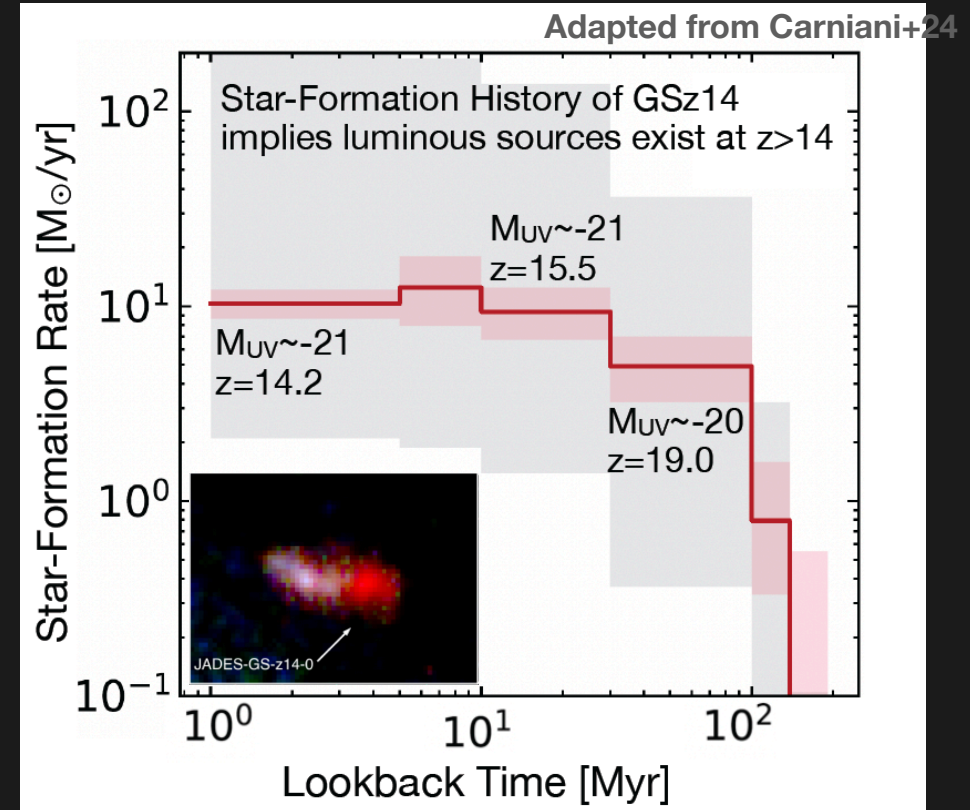 Adapted from Carniani+24
Star-Formation History of GSz14
implies luminous sources exist at z>14
Star-Formation Rate [M⊙/yr]
10²
10¹
10⁰
10⁻¹
MUV~-21
z=15.5
MUV~-21
z=14.2
MUV~-20
z=19.0
JADES-GS-z14-0
10⁰
10¹
10²
Lookback Time [Myr]